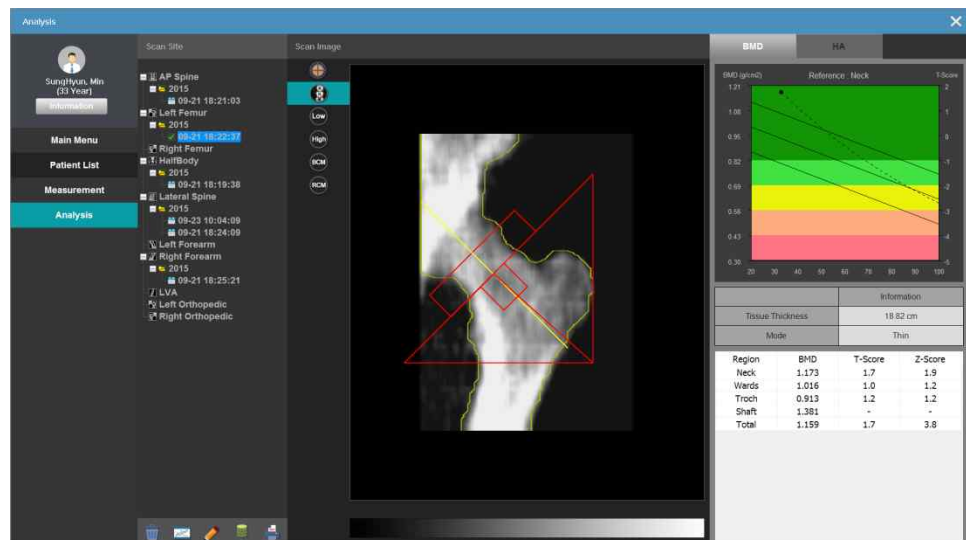 Analysis
SungHyun, Min
(33 Year)
Information
Main Menu
Patient List
Measurement
Analysis
Scan Site
AP Spine
2015
09-21 18:21:03
Left Femur
2015
09-21 18:22:37
Right Femur
HalfBody
2015
09-21 18:19:38
Lateral Spine
2015
09-23 10:04:09
09-21 18:24:09
Left Forearm
Right Forearm
2015
09-21 18:25:21
LVA
Left Orthopedic
Right Orthopedic
Scan Image
Low
High
BCM
RCM
BMD HA
BMD (g/cm2) Reference : Neck T-Score
1.21 2
1.08 1
0.95 0
0.82 -1
0.69 -2
0.56 -3
0.43 -4
0.30 -5
20 30 40 50 60 70 80 90 100
Information
Tissue Thickness 18.82 cm
Mode Thin
Region BMD T-Score Z-Score
Neck 1.173 1.7 1.9
Wards 1.016 1.0 1.2
Troch 0.913 1.2 1.2
Shaft 1.381 - -
Total 1.159 1.7 3.8